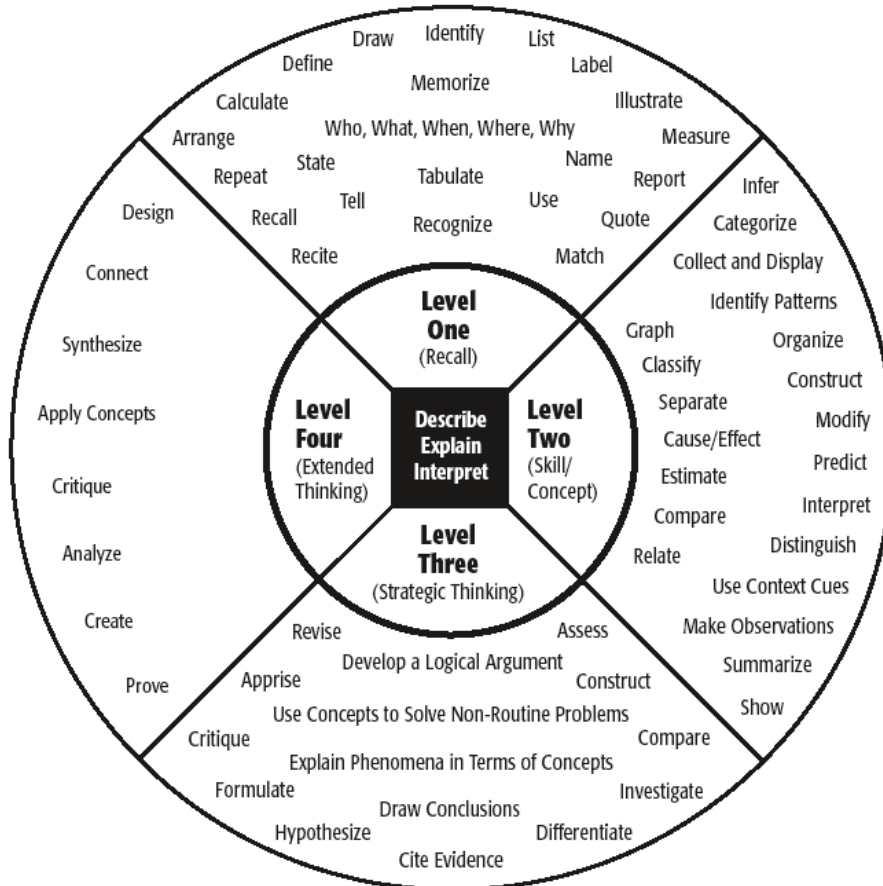 Draw
Identify
List
Define
Label
Memorize
Calculate
Illustrate
Who, What, When, Where, Why
Arrange
Measure
State
Name
Repeat
Tabulate
Report
Tell
Use
Recall
Recognize
Quote
Recite
Match
Level
One
(Recall)
Infer
Categorize
Collect and Display
Identify Patterns
Graph
Organize
Classify
Construct
Separate
Modify
Cause/Effect
Predict
Estimate
Interpret
Compare
Distinguish
Relate
Use Context Cues
Make Observations
Summarize
Show
Level
Two
(Skill/
Concept)
Describe
Explain
Interpret
Level
Four
(Extended
Thinking)
Design
Connect
Synthesize
Apply Concepts
Critique
Analyze
Create
Prove
Level
Three
(Strategic Thinking)
Revise
Assess
Develop a Logical Argument
Apprise
Construct
Use Concepts to Solve Non-Routine Problems
Critique
Compare
Explain Phenomena in Terms of Concepts
Formulate
Investigate
Draw Conclusions
Hypothesize
Differentiate
Cite Evidence